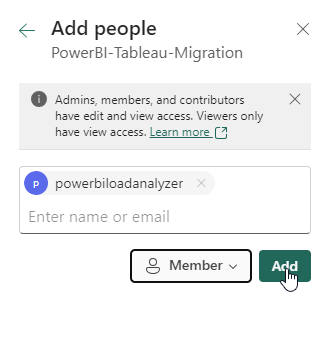 Add people
PowerBI-Tableau-Migration
Admins, members, and contributors
have edit and view access. Viewers only
have view access. Learn more
P
powerbiloadanalyzer
Enter name or email
Member
Add